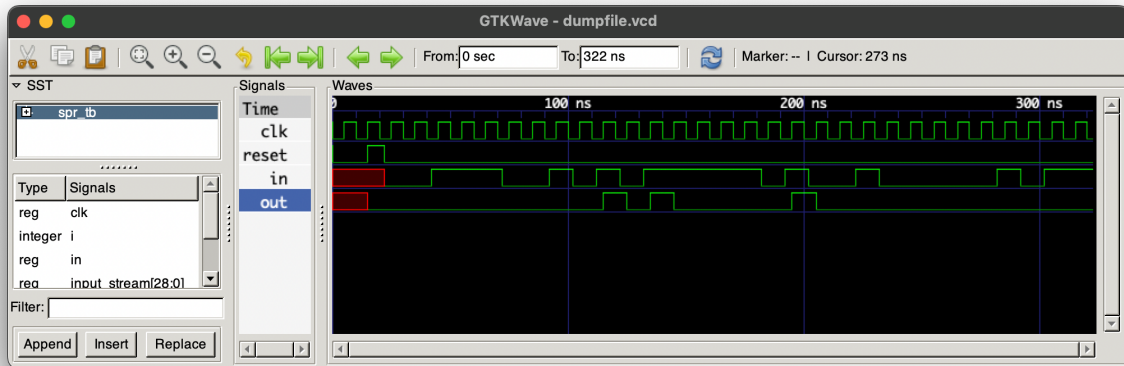 GTKWave - dumpfile.vcd
From: 0 sec To: 322 ns Marker: -- | Cursor: 273 ns
SST
spr_tb
Type Signals
reg clk
integer i
reg in
reg input_stream[28:0]
Filter:
Append Insert Replace
Signals
Time
clk
reset
in
out
Waves
0 100 ns 200 ns 300 ns